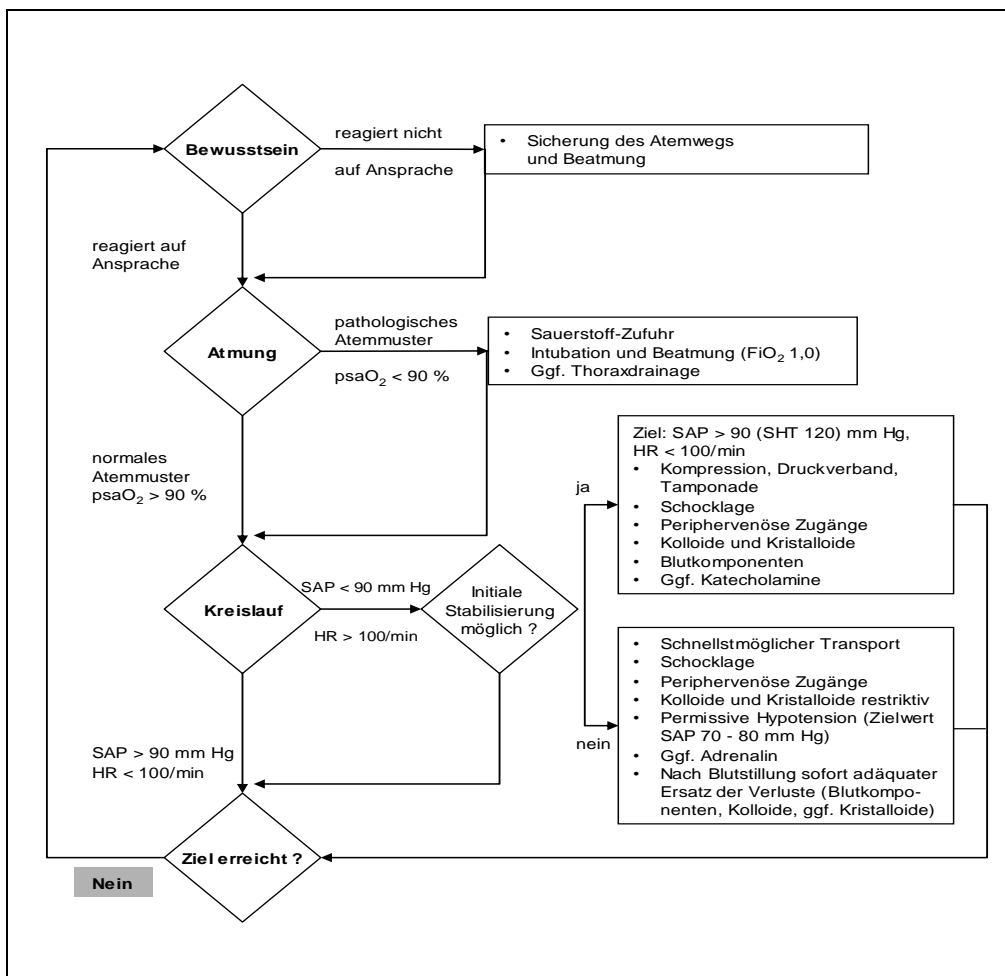 Bewusstsein
reagiert nicht
auf Ansprache
• Sicherung des Atemwegs
und Beatmung
reagiert auf
Ansprache
Atmung
pathologisches
Atemmuster
psaO₂ < 90 %
• Sauerstoff-Zufuhr
• Intubation und Beatmung (FiO₂ 1,0)
• Ggf. Thoraxdrainage
normales
Atemmuster
psaO₂ > 90 %
Kreislauf
SAP < 90 mm Hg
HR > 100/min
Initiale
Stabilisierung
möglich ?
ja
Ziel: SAP > 90 (SHT 120) mm Hg,
HR < 100/min
• Kompression, Druckverband,
Tamponade
• Schocklage
• Periphervenöse Zugänge
• Kolloide und Kristalloide
• Blutkomponenten
• Ggf. Katecholamine
nein
• Schnellstmöglicher Transport
• Schocklage
• Periphervenöse Zugänge
• Kolloide und Kristalloide restriktiv
• Permissive Hypotension (Zielwert
SAP 70 - 80 mm Hg)
• Ggf. Adrenalin
• Nach Blutstillung sofort adäquater
Ersatz der Verluste (Blutkompo-
nenten, Kolloide, ggf. Kristalloide)
SAP > 90 mm Hg
HR < 100/min
Ziel erreicht ?
Nein